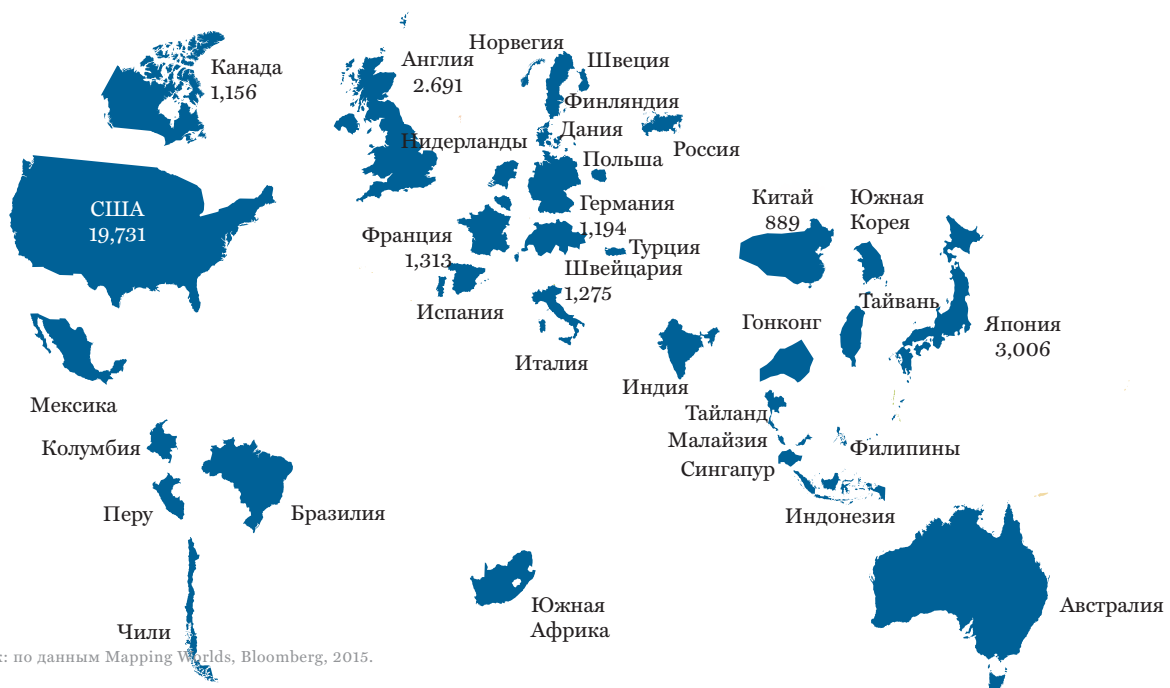 Норвегия
Англия
2.691
Швеция
Канада
1,156
Финляндия
Дания
Нидерланды
Россия
Польша
США
19,731
Китай
889
Южная
Корея
Германия
1,194
Франция
1,313
Турция
Швейцария
1,275
Испания
Тайвань
Гонконг
Япония
3,006
Италия
Индия
Мексика
Тайланд
Колумбия
Малайзия
Филипины
Сингапур
Перу
Бразилия
Индонезия
Южная
Африка
Австралия
Чили
: по данным Mapping Worlds, Bloomberg, 2015.